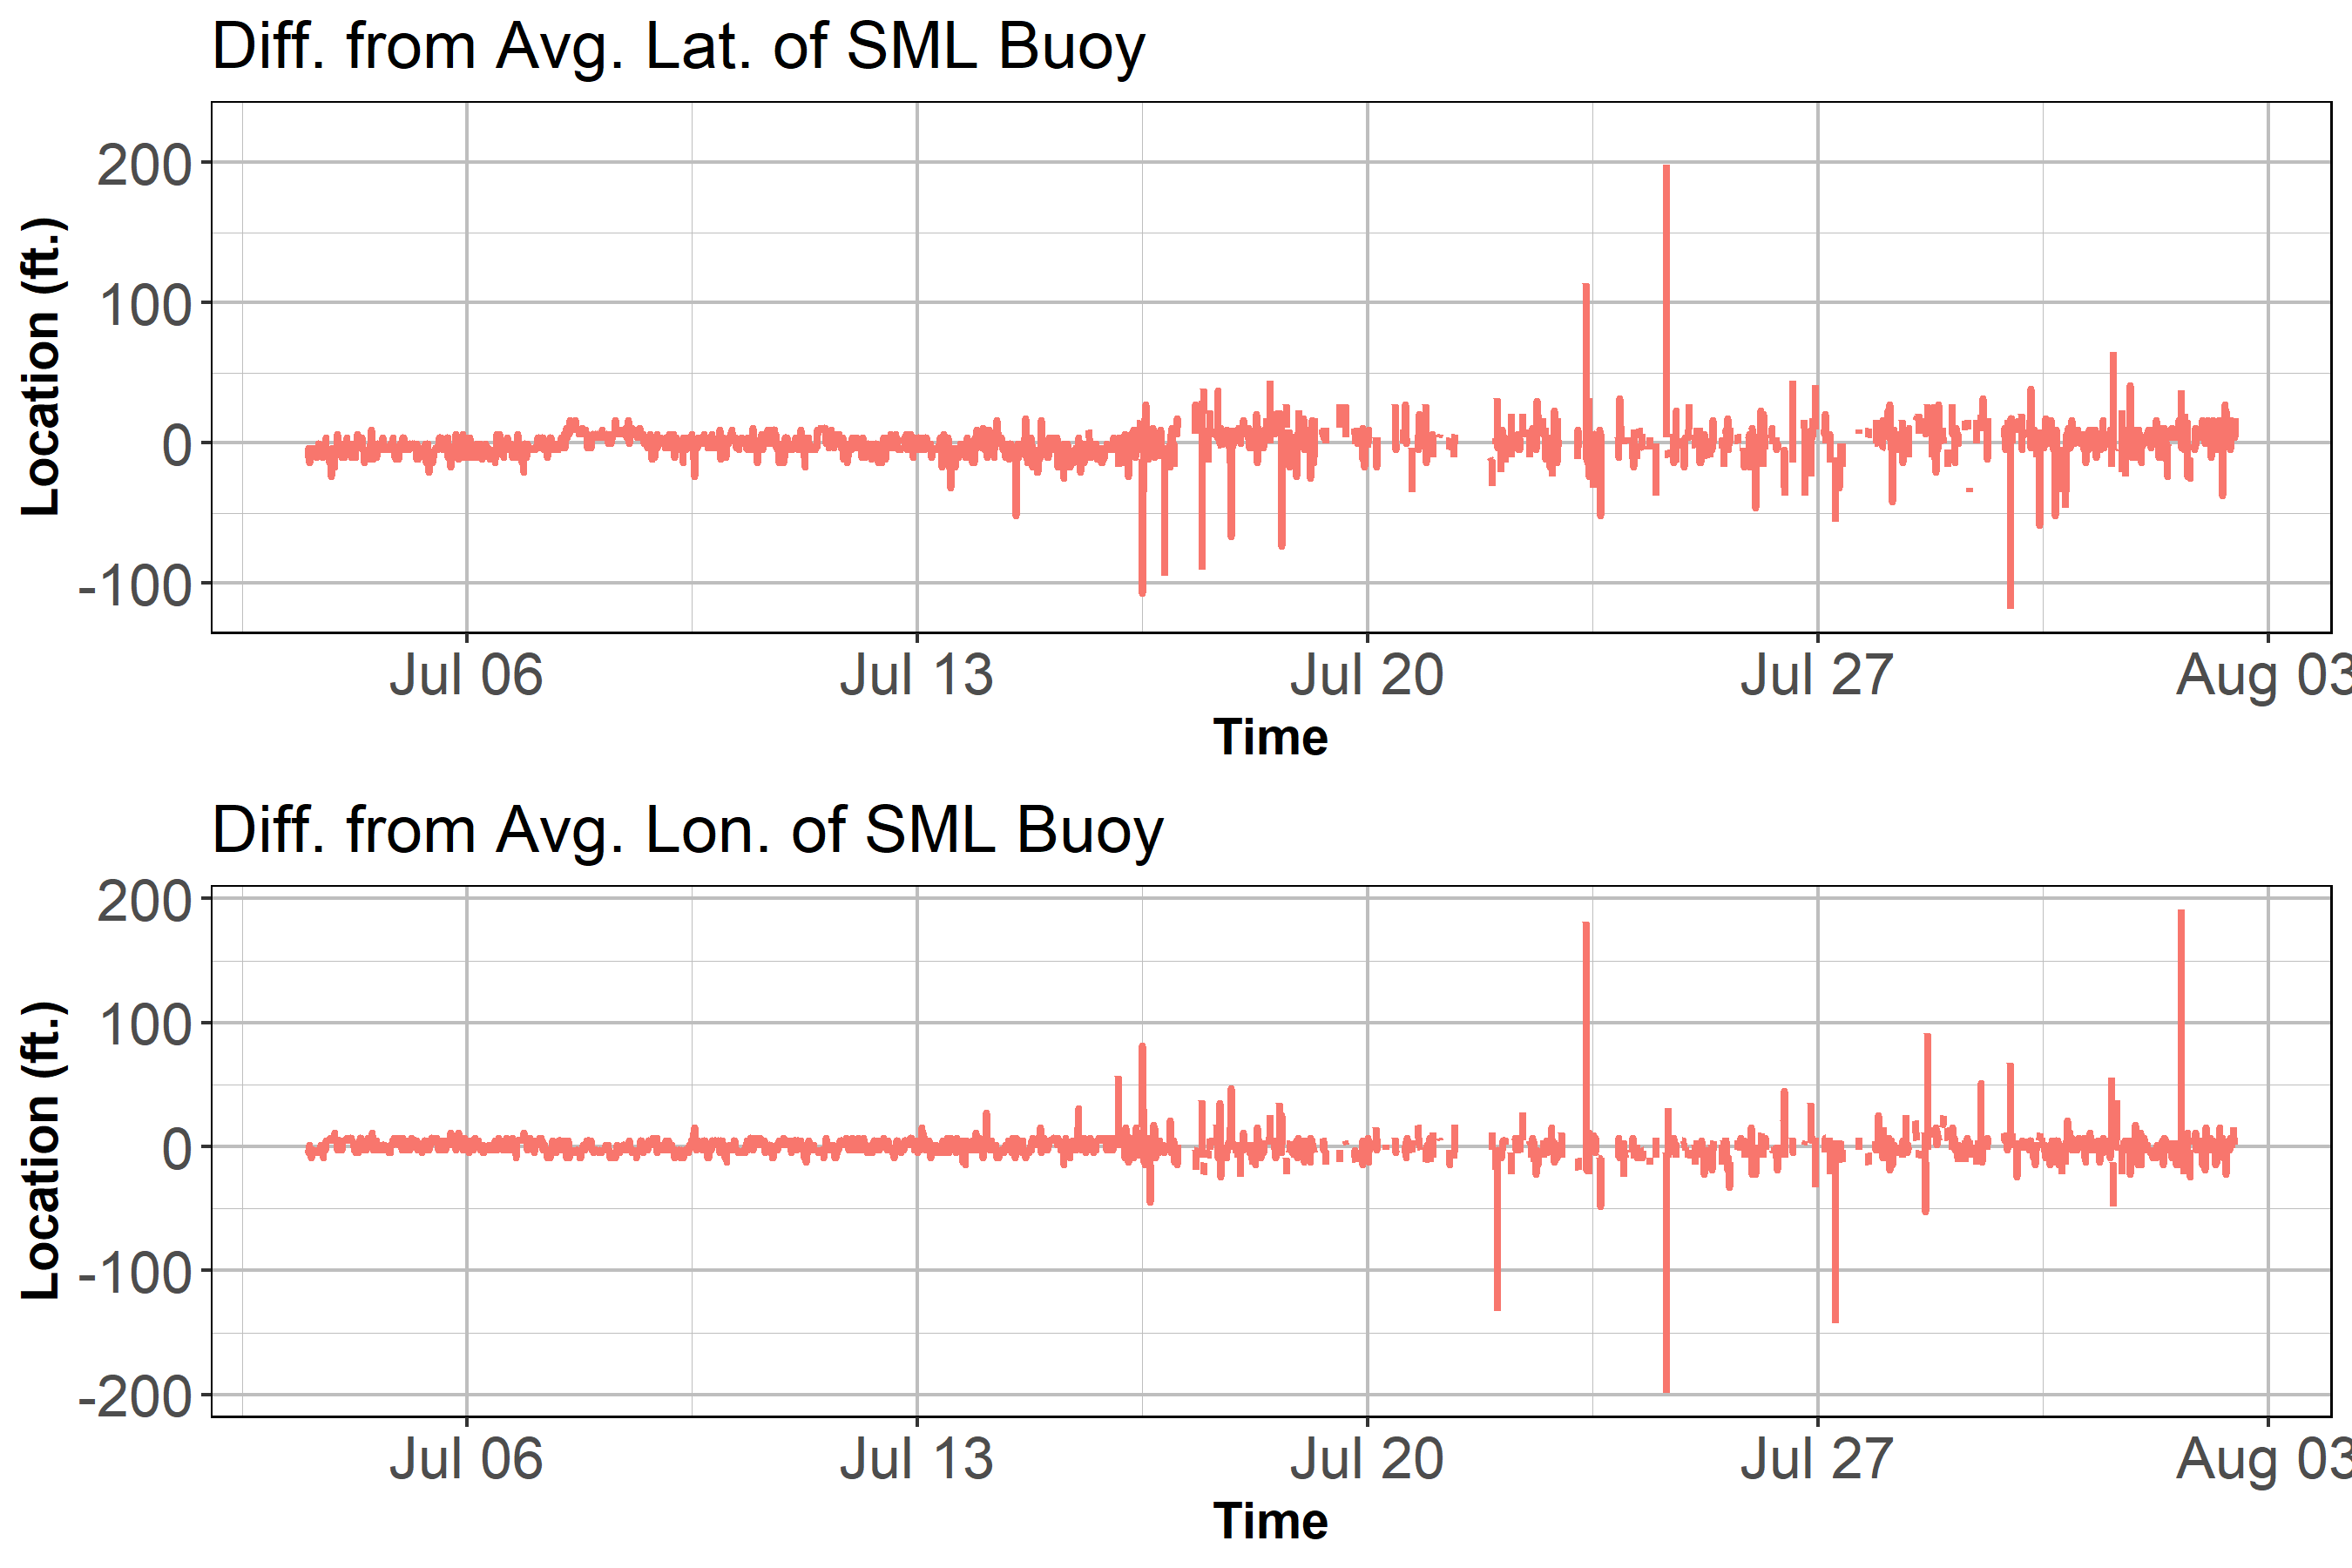 Diff. from Avg. Lat. of SML Buoy
200
100
0
-100
Location (ft.)
Jul 06 Jul 13 Jul 20 Jul 27 Aug 03
Time
Diff. from Avg. Lon. of SML Buoy
200
100
0
-100
-200
Location (ft.)
Jul 06 Jul 13 Jul 20 Jul 27 Aug 03
Time